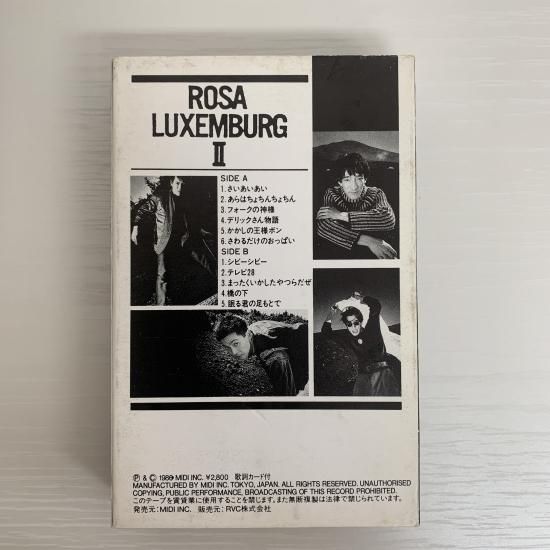 ROSA
LUXEMBURG
II
SIDE A
1. さいあいあい
2. あらはちょちんちょちん
3. フォークの神様
4. デリックさん物語
5. かかしの王様ボン
6. さわるだけのおっぱい
SIDE B
1. シビーシビー
2. テレビ28
3. まったくいかしたやつらだぜ
4. 橋の下
5. 眠る君の足もとで
Ⓟ & © 1986 MIDI INC. ¥2,800 歌詞カード付
MANUFACTURED BY MIDI INC. TOKYO, JAPAN. ALL RIGHTS RESERVED. UNAUTHORISED
COPYING, PUBLIC PERFORMANCE, BROADCASTING OF THIS RECORD PROHIBITED.
このテープを賃貸業に使用することを禁じます。また無断複製は法律で禁じられています。
発売元：MIDI INC. 販売元：RVC株式会社